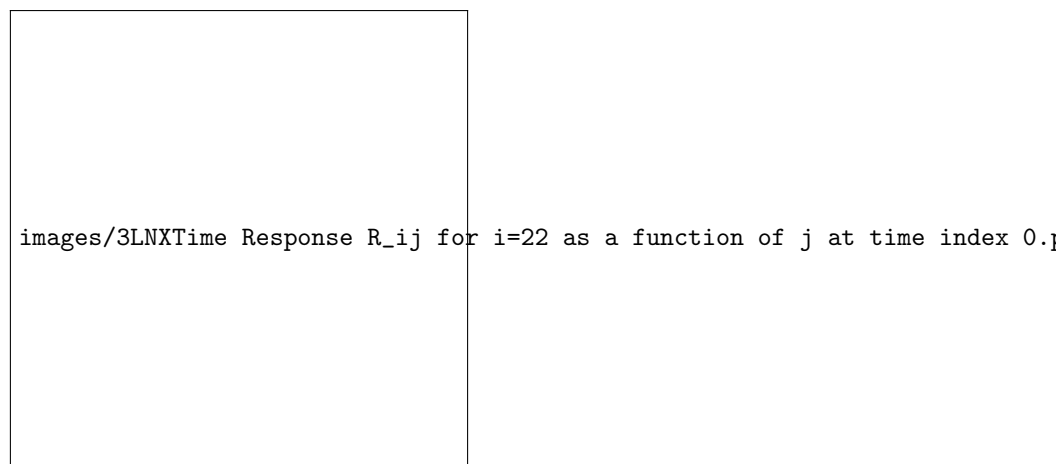 images/3LNXTime Response R_ij for i=22 as a function of j at time index 0.p